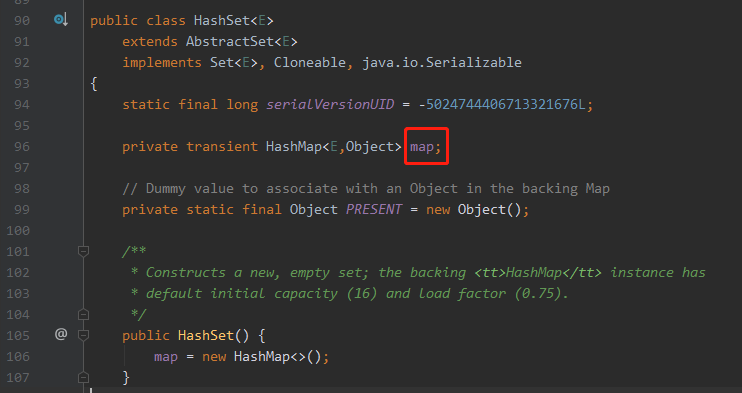 90 public class HashSet<E>
91 extends AbstractSet<E>
92 implements Set<E>, Cloneable, java.io.Serializable
93 {
94 static final long serialVersionUID = -5024744406713321676L;
95
96 private transient HashMap<E,Object> map;
97
98 // Dummy value to associate with an Object in the backing Map
99 private static final Object PRESENT = new Object();
100
101 /**
102 * Constructs a new, empty set; the backing <tt>HashMap</tt> instance has
103 * default initial capacity (16) and load factor (0.75).
104 */
105 @ public HashSet() {
106 map = new HashMap<>();
107 }